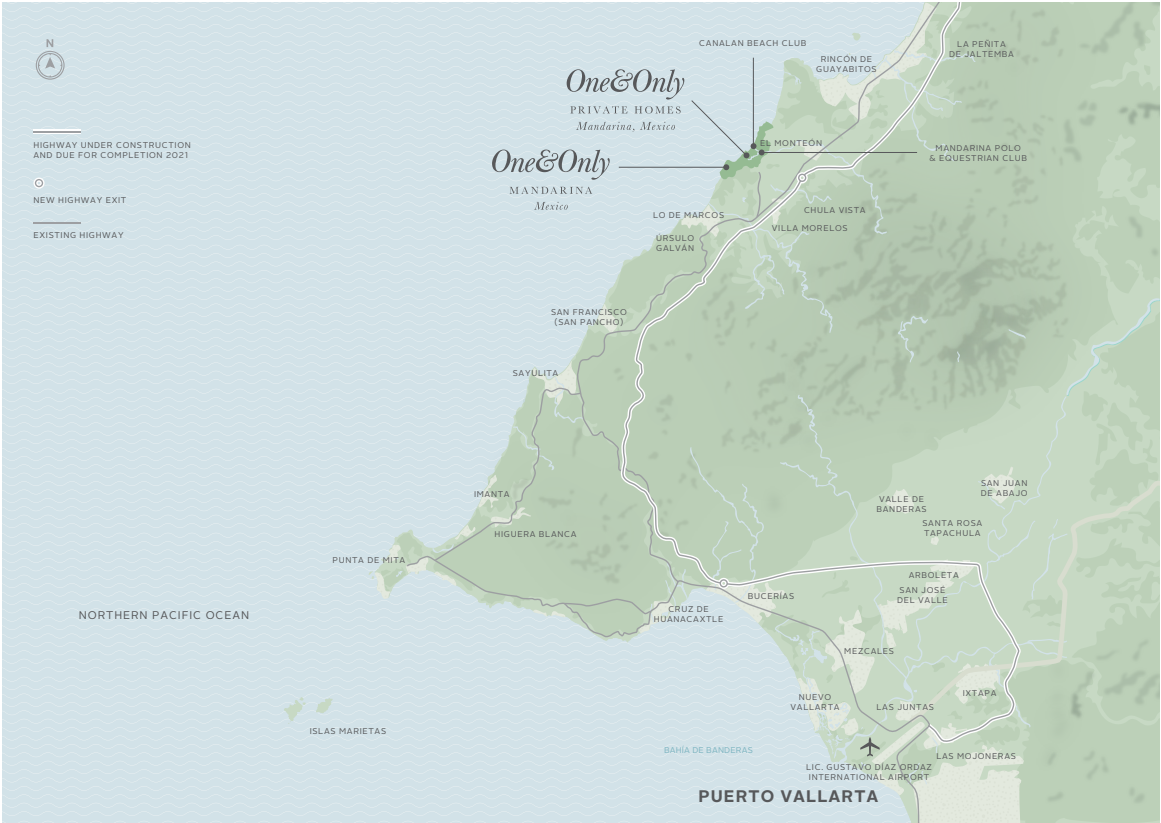 N
HIGHWAY UNDER CONSTRUCTION
AND DUE FOR COMPLETION 2021
NEW HIGHWAY EXIT
EXISTING HIGHWAY
CANALAN BEACH CLUB
One&Only
PRIVATE HOMES
Mandarina, Mexico
One&Only
MANDARINA
Mexico
RINCÓN DE
GUAYABITOS
LA PEÑITA
DE JALTEMBA
EL MONTEÓN
MANDARINA POLO
& EQUESTRIAN CLUB
LO DE MARCOS
CHULA VISTA
VILLA MORELOS
ÚRSULO
GALVÁN
SAN FRANCISCO
(SAN PANCHO)
SAYULITA
IMANTA
HIGUERA BLANCA
PUNTA DE MITA
SAN JUAN
DE ABAJO
VALLE DE
BANDERAS
SANTA ROSA
TAPACHULA
ARBOLETA
SAN JOSÉ
DEL VALLE
BUCERÍAS
CRUZ DE
HUANACAXTLE
NORTHERN PACIFIC OCEAN
MEZCALES
NUEVO
VALLARTA
IXTAPA
LAS JUNTAS
ISLAS MARIETAS
BAHÍA DE BANDERAS
LAS MOJONERAS
LIC. GUSTAVO DÍAZ ORDAZ
INTERNATIONAL AIRPORT
PUERTO VALLARTA